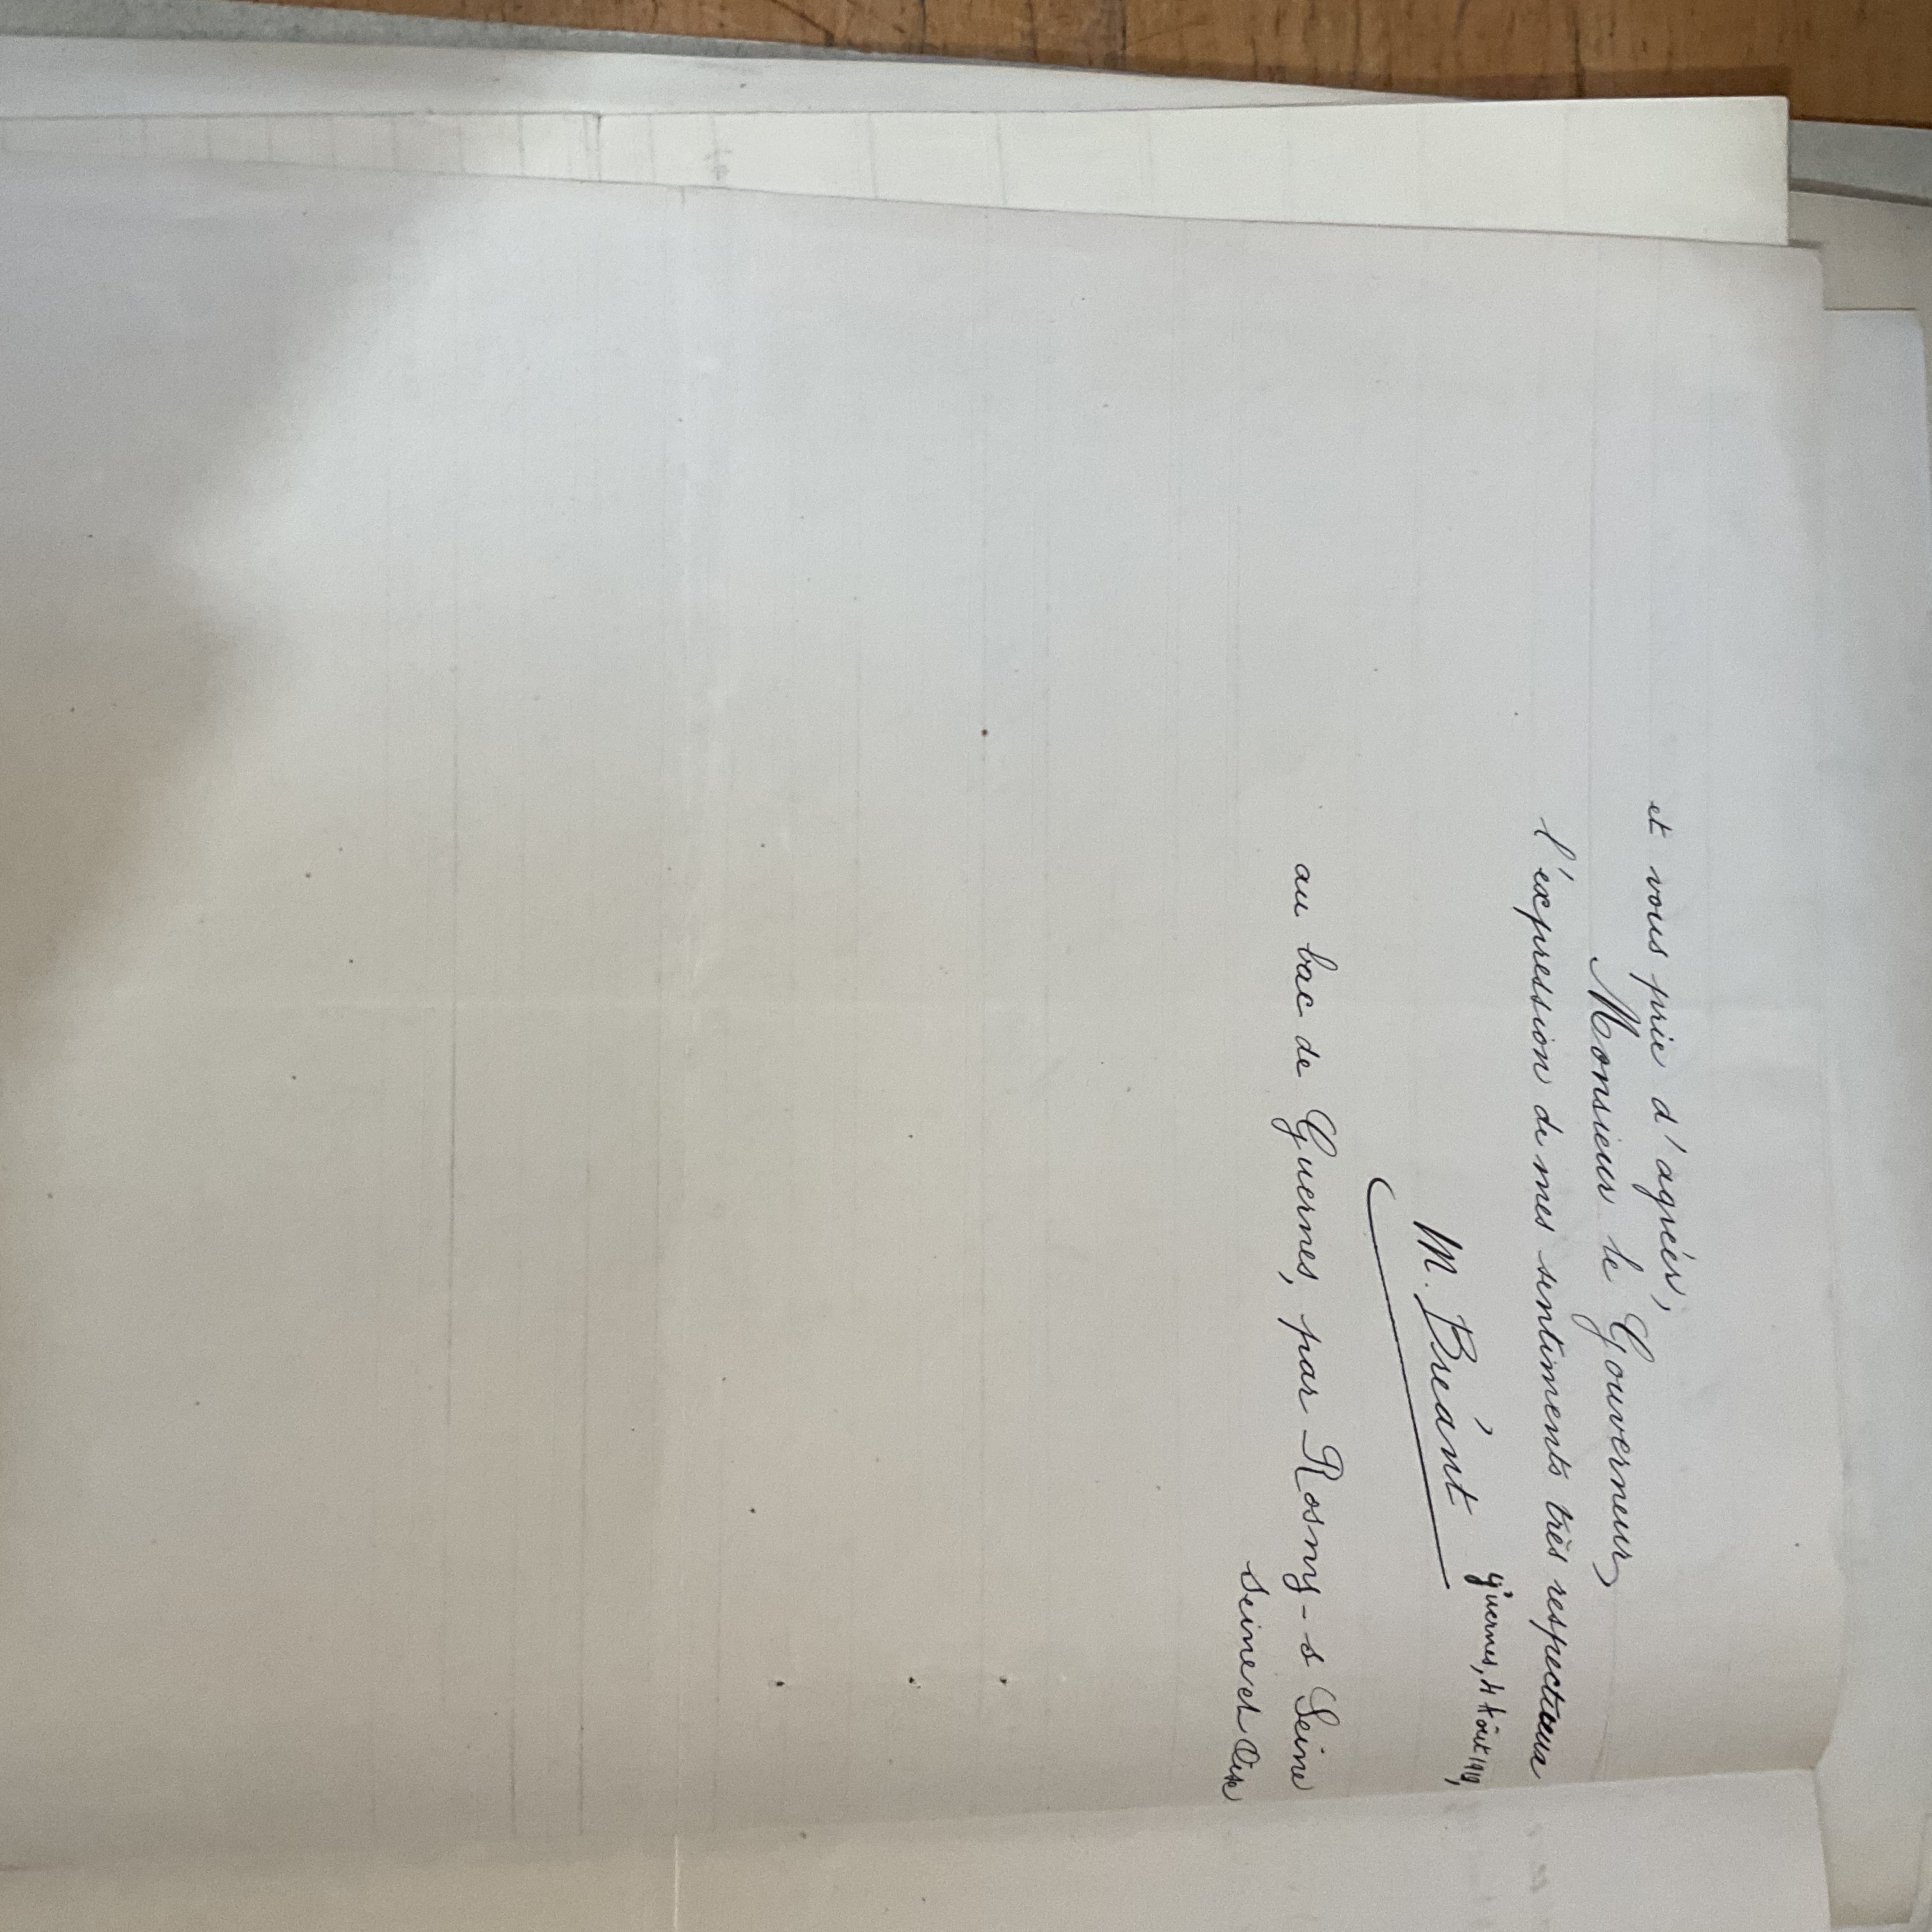 et vous prie d'agréer,
Monsieur le Gouverneur,
l'expression de mes sentiments très respectueux
M. Bréant
Guernes, 4 Août 1919,
au bac de Guernes, par Rosny-s Seine
Seine et Oise